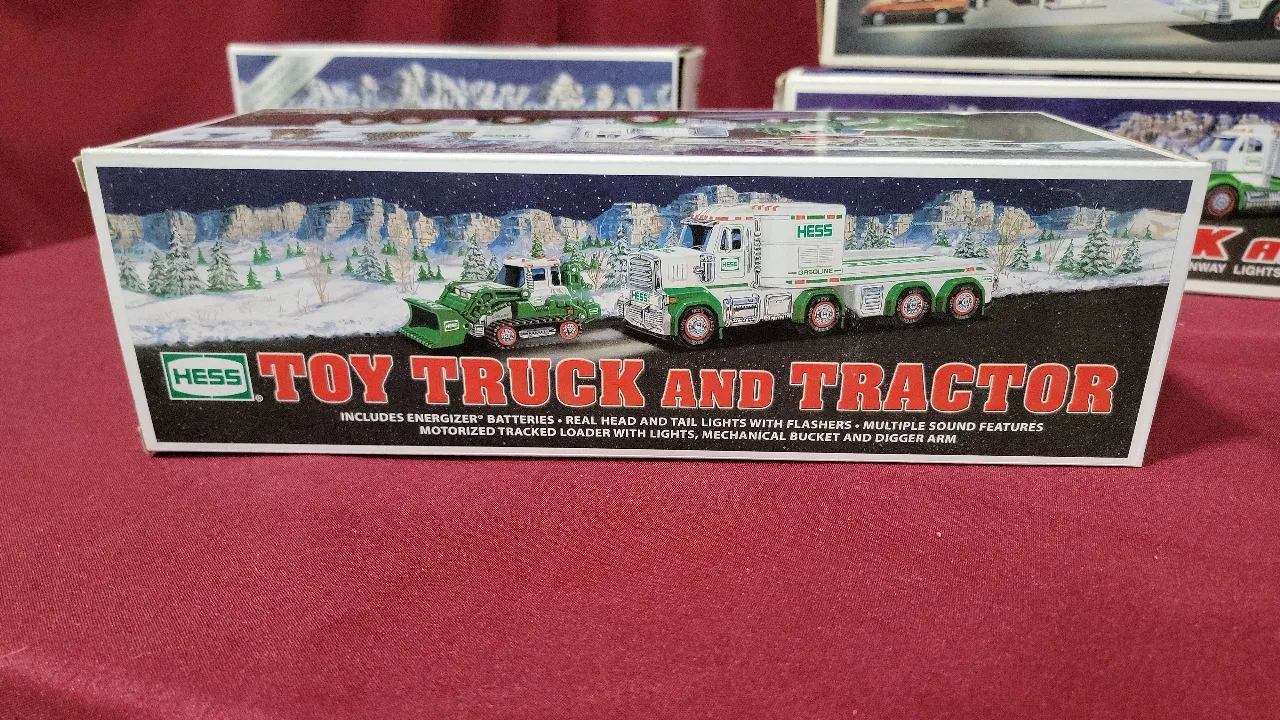 HESS
GASOLINE
HESS
HESS
HESS
HESS® TOY TRUCK AND TRACTOR
INCLUDES ENERGIZER® BATTERIES • REAL HEAD AND TAIL LIGHTS WITH FLASHERS • MULTIPLE SOUND FEATURES
MOTORIZED TRACKED LOADER WITH LIGHTS, MECHANICAL BUCKET AND DIGGER ARM